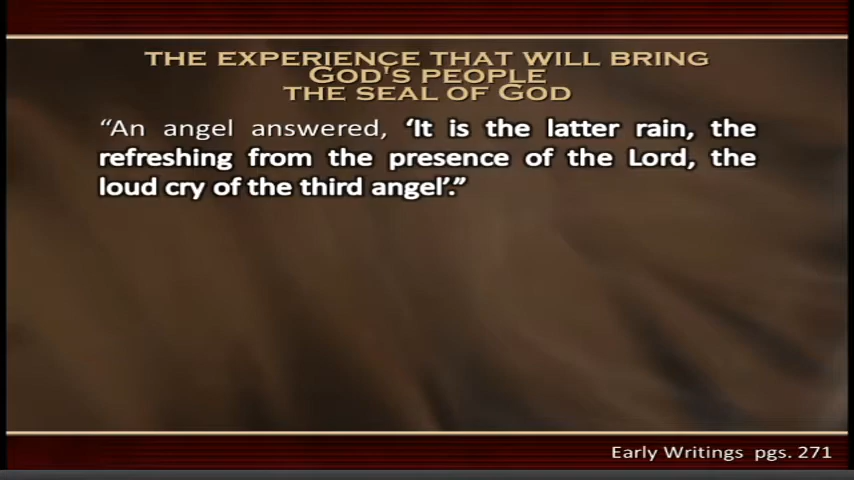 THE EXPERIENCE THAT WILL BRING
GOD'S PEOPLE
THE SEAL OF GOD
“An angel answered, ‘It is the latter rain, the
refreshing from the presence of the Lord, the
loud cry of the third angel’.”
Early Writings pgs. 271